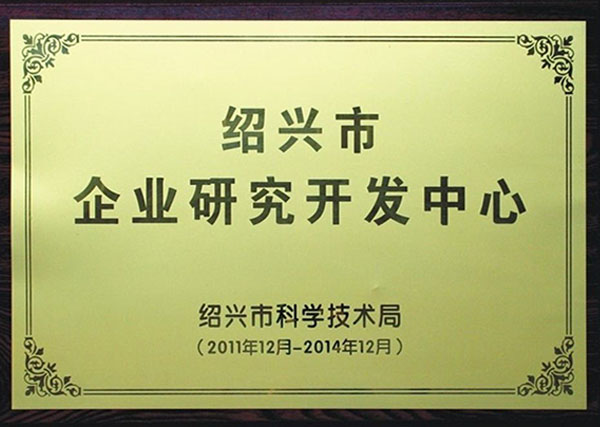 绍兴市
企业研究开发中心
绍兴市科学技术局
(2011年12月-2014年12月)